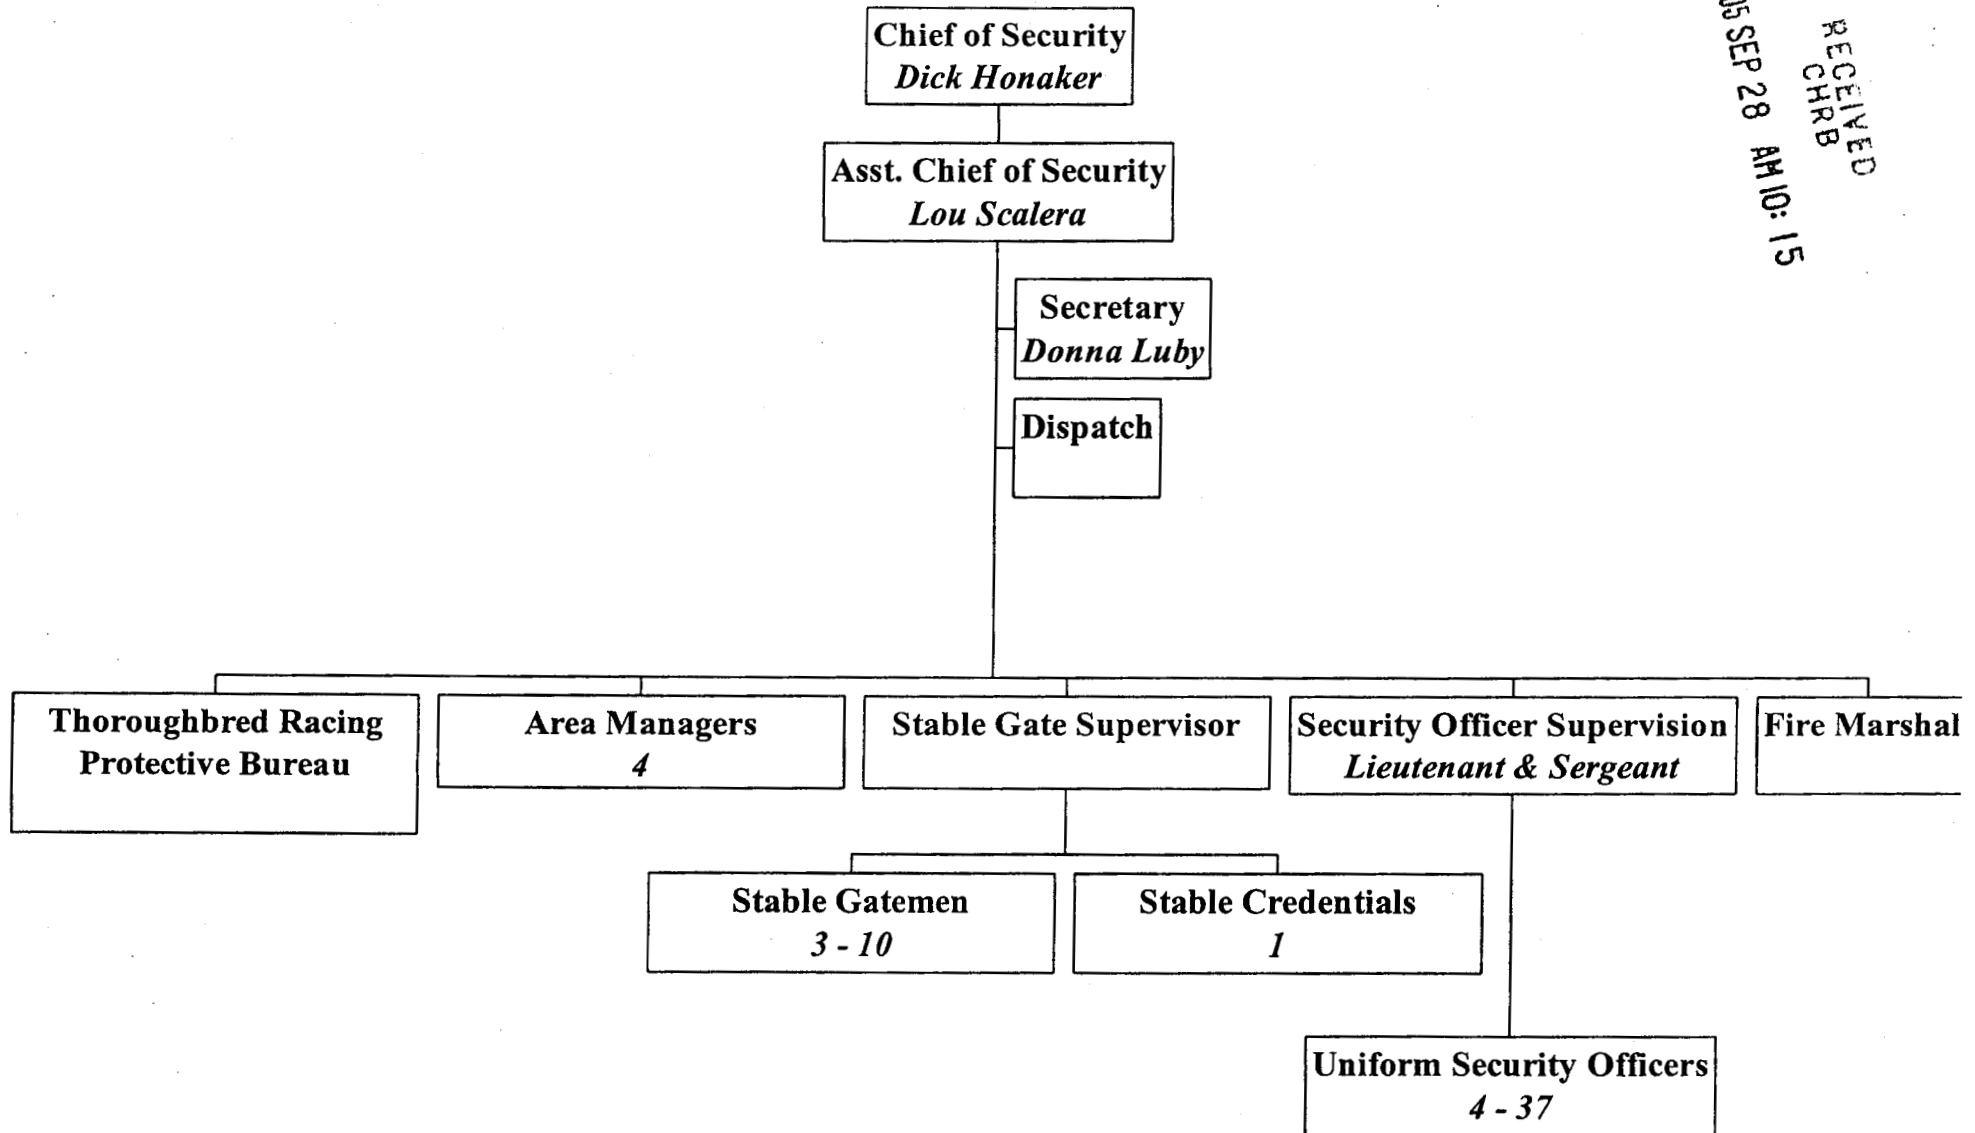 Chief of Security
Dick Honaker
RECEIVED
CHRB
05 SEP 28 AM 10: 15
Asst. Chief of Security
Lou Scalera
Secretary
Donna Luby
Dispatch
Thoroughbred Racing
Protective Bureau
Area Managers
4
Stable Gate Supervisor
Security Officer Supervision
Lieutenant & Sergeant
Fire Marshal
Stable Gatemen
3 - 10
Stable Credentials
1
Uniform Security Officers
4 - 37